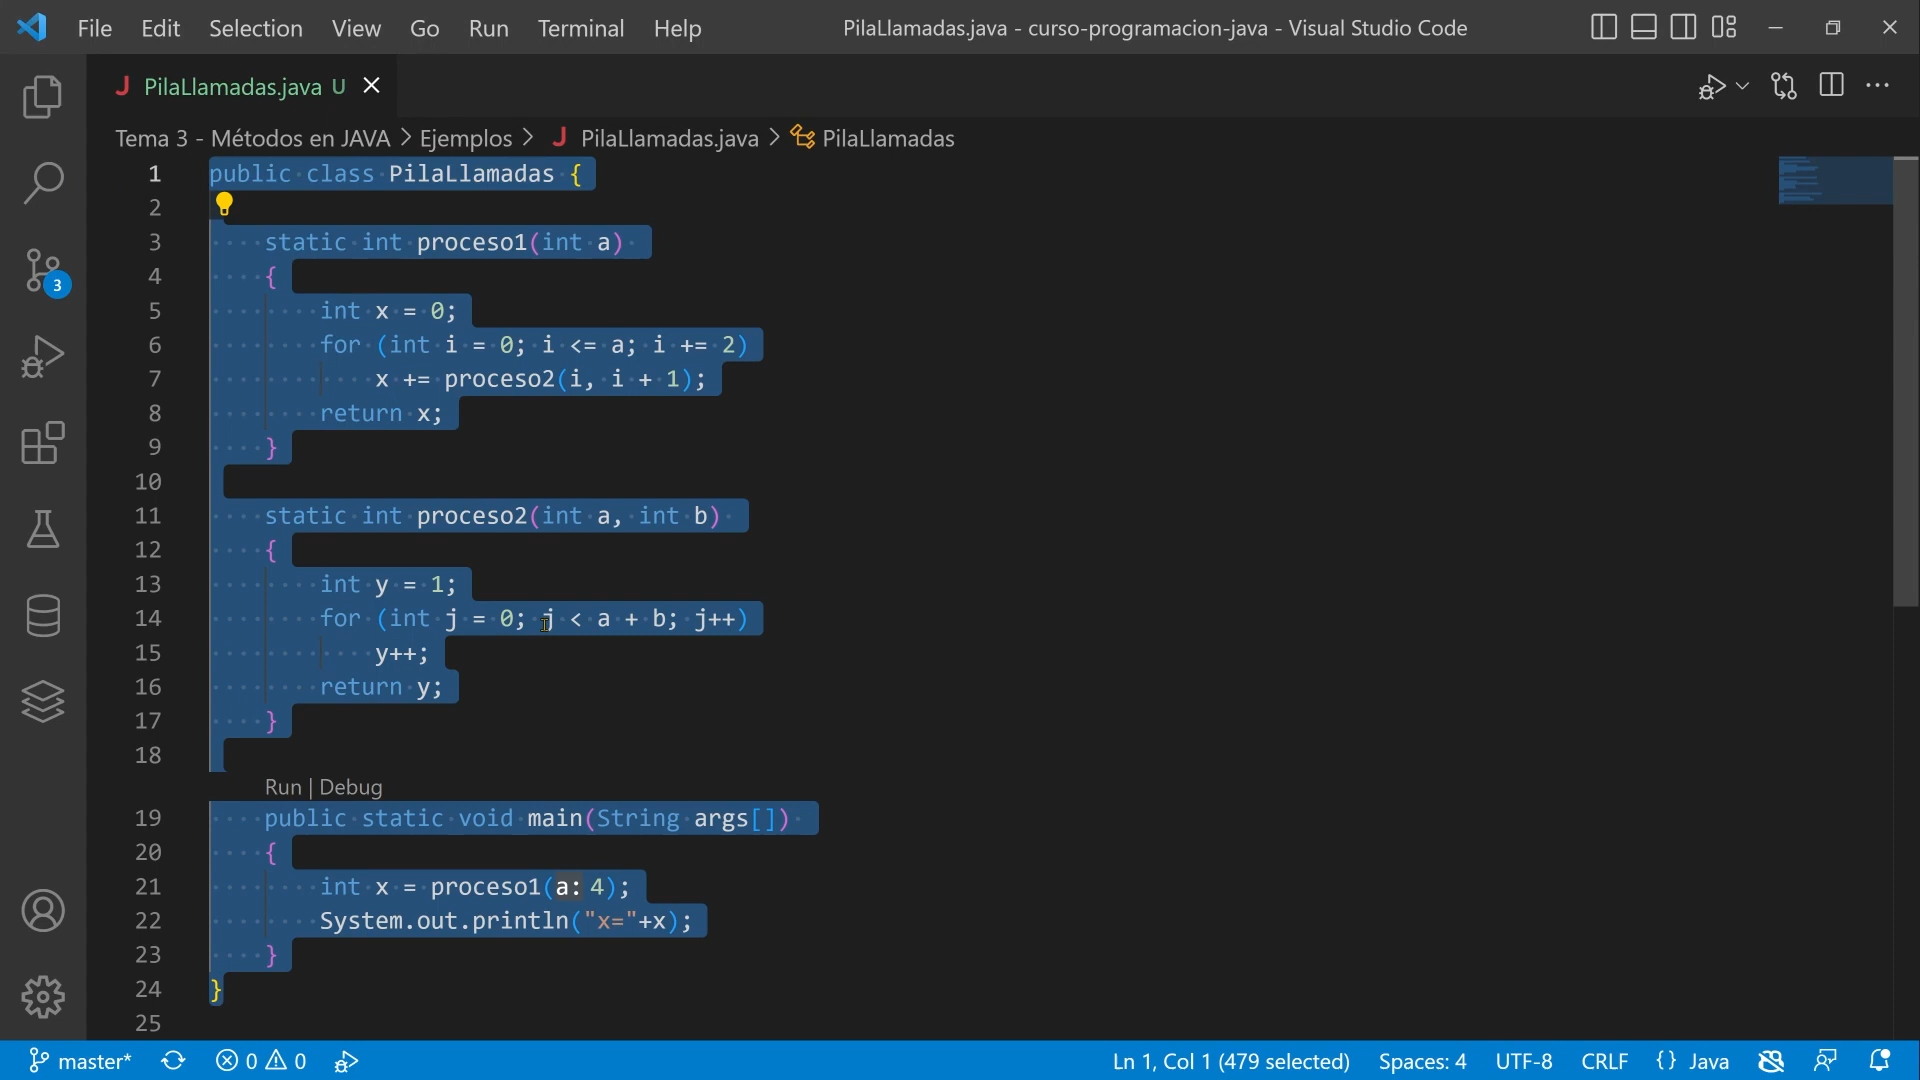 File Edit Selection View Go Run Terminal Help PilaLlamadas.java - curso-programacion-java - Visual Studio Code
PilaLlamadas.java U
Tema 3 - Métodos en JAVA > Ejemplos > PilaLlamadas.java > PilaLlamadas
1 public class PilaLlamadas {
2
3 static int proceso1(int a)
4 {
5 int x = 0;
6 for (int i = 0; i <= a; i += 2)
7 x += proceso2(i, i + 1);
8 return x;
9 }
10
11 static int proceso2(int a, int b)
12 {
13 int y = 1;
14 for (int j = 0; j < a + b; j++)
15 y++;
16 return y;
17 }
18
Run | Debug
19 public static void main(String args[])
20 {
21 int x = proceso1(a: 4);
22 System.out.println("x="+x);
23 }
24 }
25
3
master* 0 0 Ln 1, Col 1 (479 selected) Spaces: 4 UTF-8 CRLF {} Java